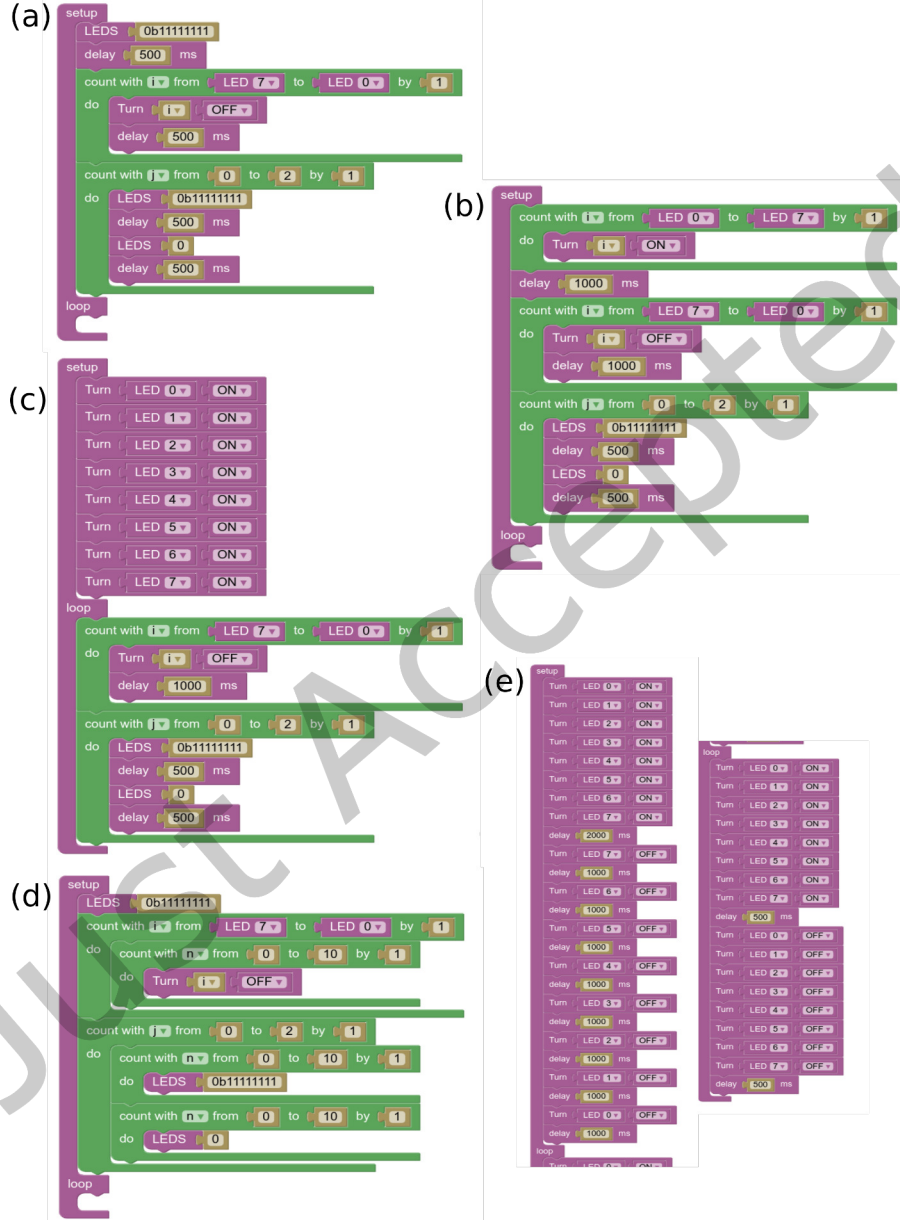 (a)
setup
LEDS 0b11111111
delay 500 ms
count with i from LED 7 to LED 0 by 1
do
Turn i OFF
delay 500 ms
count with j from 0 to 2 by 1
do LEDS 0b11111111
delay 500 ms
LEDS 0
delay 500 ms
loop
(b)
setup
count with i from LED 0 to LED 7 by 1
do Turn i ON
delay 1000 ms
count with i from LED 7 to LED 0 by 1
do Turn i OFF
delay 1000 ms
count with j from 0 to 2 by 1
do LEDS 0b11111111
delay 500 ms
LEDS 0
delay 500 ms
loop
(c)
setup
Turn LED 0 ON
Turn LED 1 ON
Turn LED 2 ON
Turn LED 3 ON
Turn LED 4 ON
Turn LED 5 ON
Turn LED 6 ON
Turn LED 7 ON
loop
count with i from LED 7 to LED 0 by 1
do Turn i OFF
delay 1000 ms
count with j from 0 to 2 by 1
do LEDS 0b11111111
delay 500 ms
LEDS 0
delay 500 ms
(d)
setup
LEDS 0b11111111
count with i from LED 7 to LED 0 by 1
do count with n from 0 to 10 by 1
do Turn i OFF
count with j from 0 to 2 by 1
do count with n from 0 to 10 by 1
do LEDS 0b11111111
count with n from 0 to 10 by 1
do LEDS 0
loop
(e)
setup
Turn LED 0 ON
Turn LED 1 ON
Turn LED 2 ON
Turn LED 3 ON
Turn LED 4 ON
Turn LED 5 ON
Turn LED 6 ON
Turn LED 7 ON
delay 2000 ms
Turn LED 7 OFF
delay 1000 ms
Turn LED 6 OFF
delay 1000 ms
Turn LED 5 OFF
delay 1000 ms
Turn LED 4 OFF
delay 1000 ms
Turn LED 3 OFF
delay 1000 ms
Turn LED 2 OFF
delay 1000 ms
Turn LED 1 OFF
delay 1000 ms
Turn LED 0 OFF
delay 1000 ms
loop
Turn LED 0 ON
loop
Turn LED 0 ON
Turn LED 1 ON
Turn LED 2 ON
Turn LED 3 ON
Turn LED 4 ON
Turn LED 5 ON
Turn LED 6 ON
Turn LED 7 ON
delay 500 ms
Turn LED 0 OFF
Turn LED 1 OFF
Turn LED 2 OFF
Turn LED 3 OFF
Turn LED 4 OFF
Turn LED 5 OFF
Turn LED 6 OFF
Turn LED 7 OFF
delay 500 ms
Just Accepted